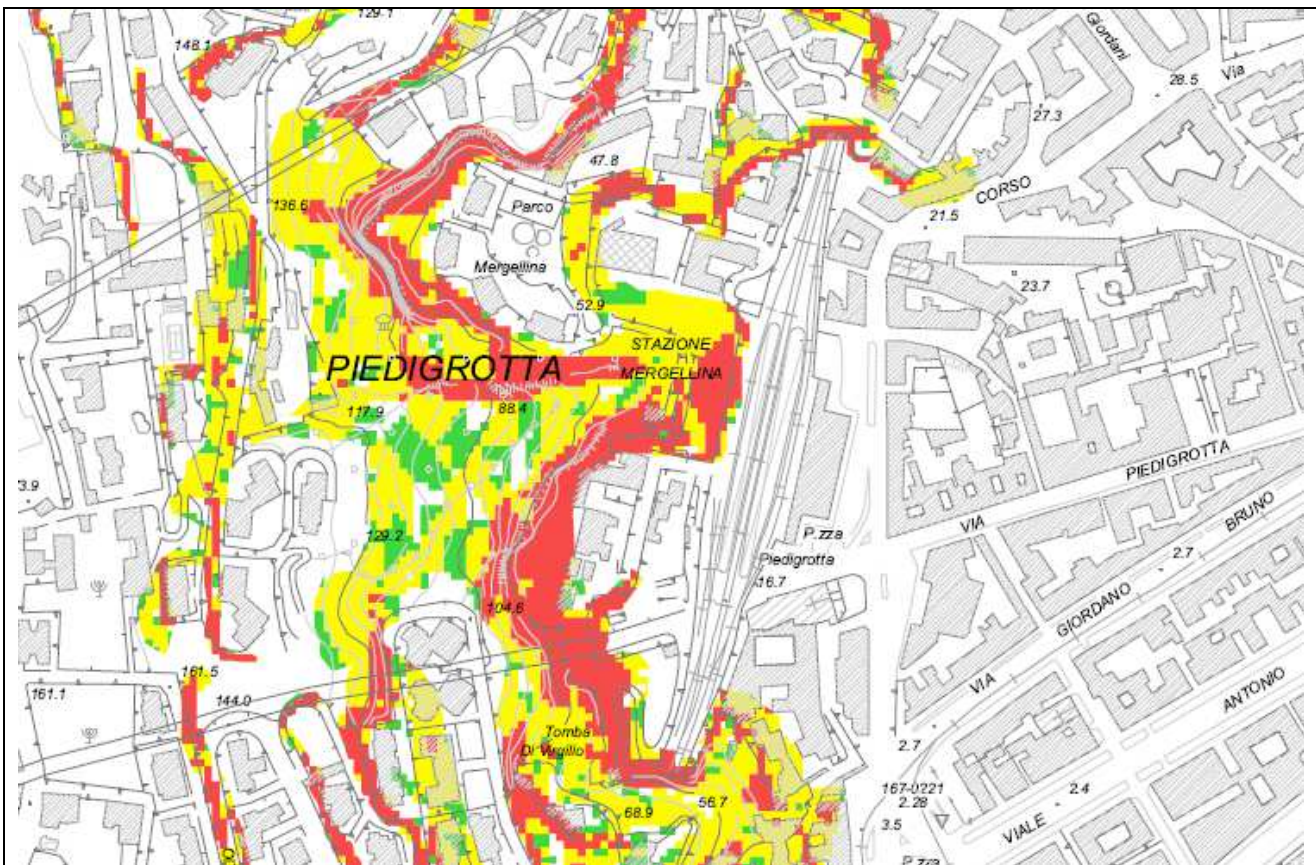 129.1
148.1
Giordani
28.5
Via
27.3
47.8
136.6
Parco
CORSO
21.5
Mergellina
23.7
52.9
STAZIONE
MERGELLINA
PIEDIGROTTA
117.9
88.4
PIEDIGROTTA
VIA
3.9
BRUNO
129.2
P.zza
Piedigrotta
2.7
16.7
GIORDANO
104.6
161.5
161.1
144.0
VIA
ANTONIO
Tomba
Di Virgilio
2.7
167-0221
2.28
2.4
56.7
68.9
3.5
VIALE
P.zza